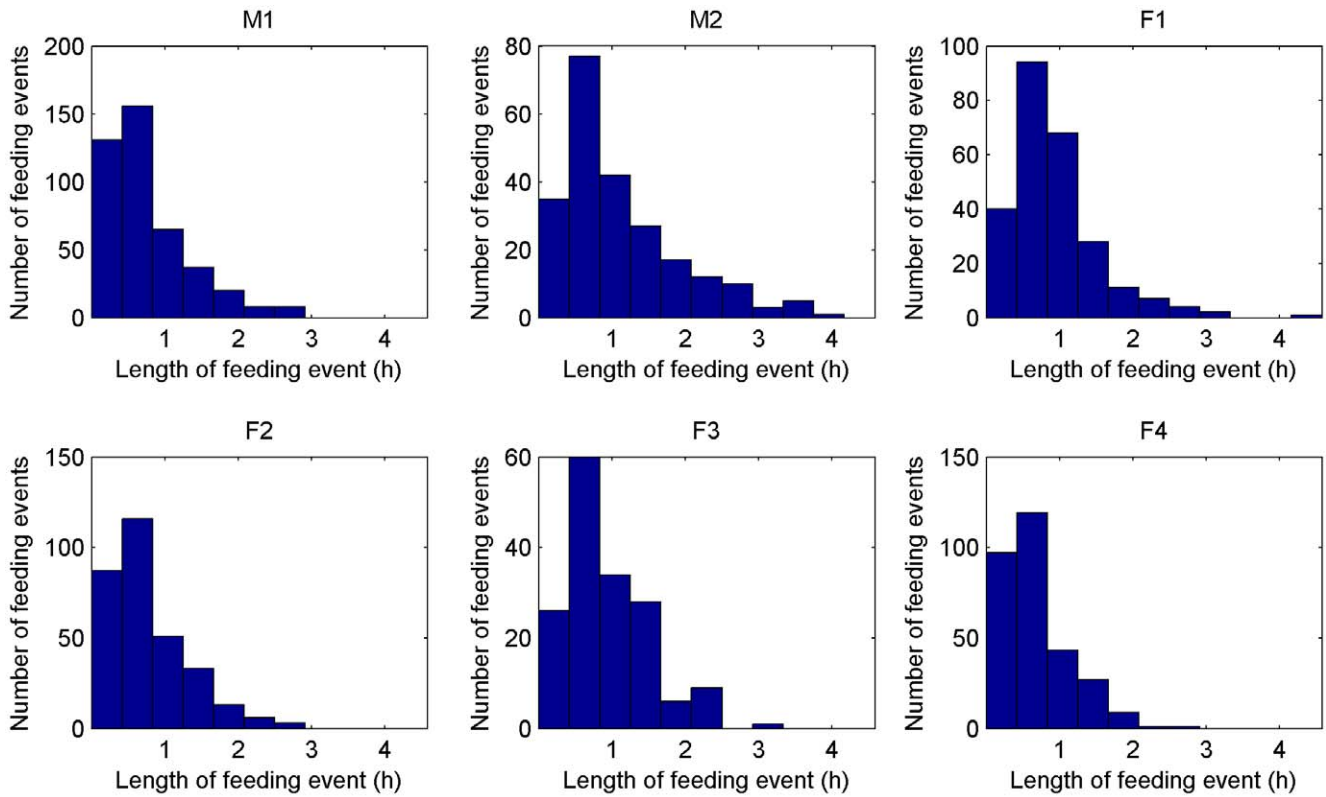 M1
Number of feeding events
200
150
100
50
0
1 2 3 4
Length of feeding event (h)
M2
Number of feeding events
80
60
40
20
0
1 2 3 4
Length of feeding event (h)
F1
Number of feeding events
100
80
60
40
20
0
1 2 3 4
Length of feeding event (h)
F2
Number of feeding events
150
100
50
0
1 2 3 4
Length of feeding event (h)
F3
Number of feeding events
60
40
20
0
1 2 3 4
Length of feeding event (h)
F4
Number of feeding events
150
100
50
0
1 2 3 4
Length of feeding event (h)